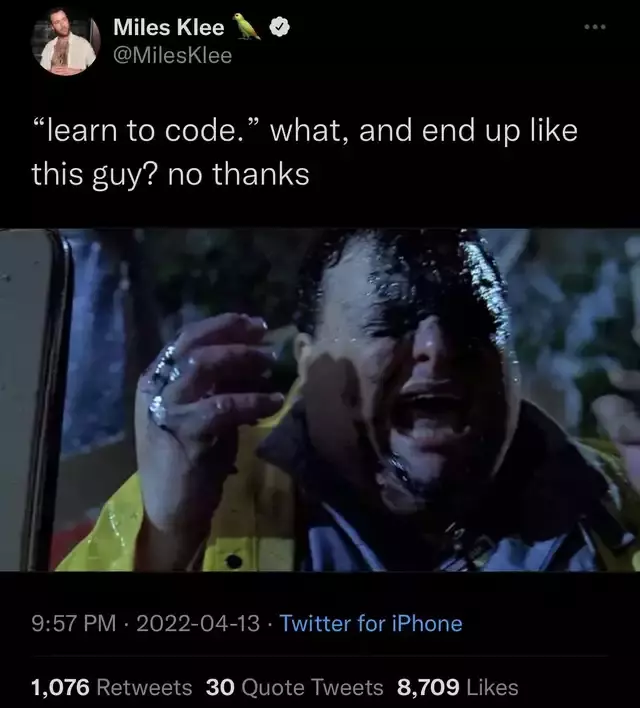 Miles Klee
@MilesKlee
“learn to code.” what, and end up like
this guy? no thanks
9:57 PM · 2022-04-13 · Twitter for iPhone
1,076 Retweets 30 Quote Tweets 8,709 Likes